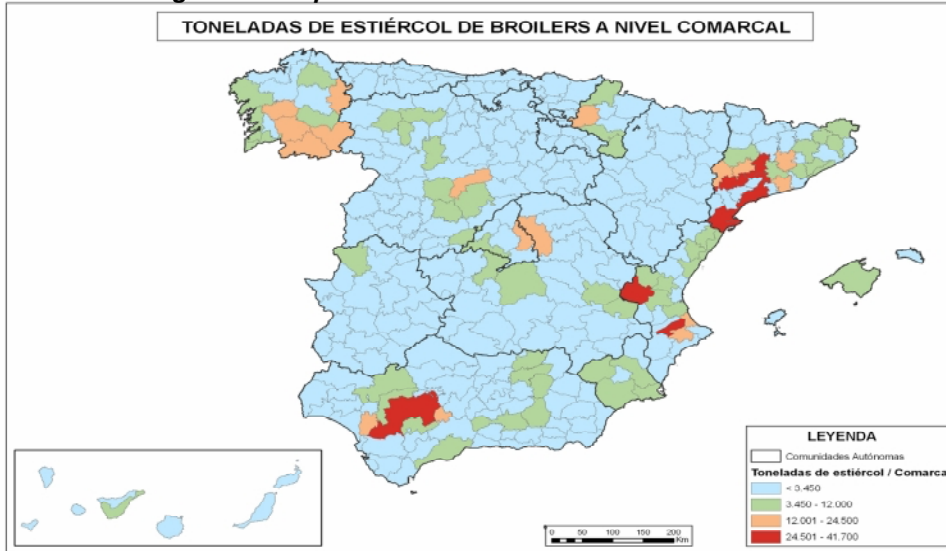 TONELADAS DE ESTIÉRCOL DE BROILERS A NIVEL COMARCAL
LEYENDA
Comunidades Autónomas
Toneladas de estiércol / Comarca
< 3.450
3.450 - 12.000
12.001 - 24.500
24.501 - 41.700
0 50 100 150 200
Km